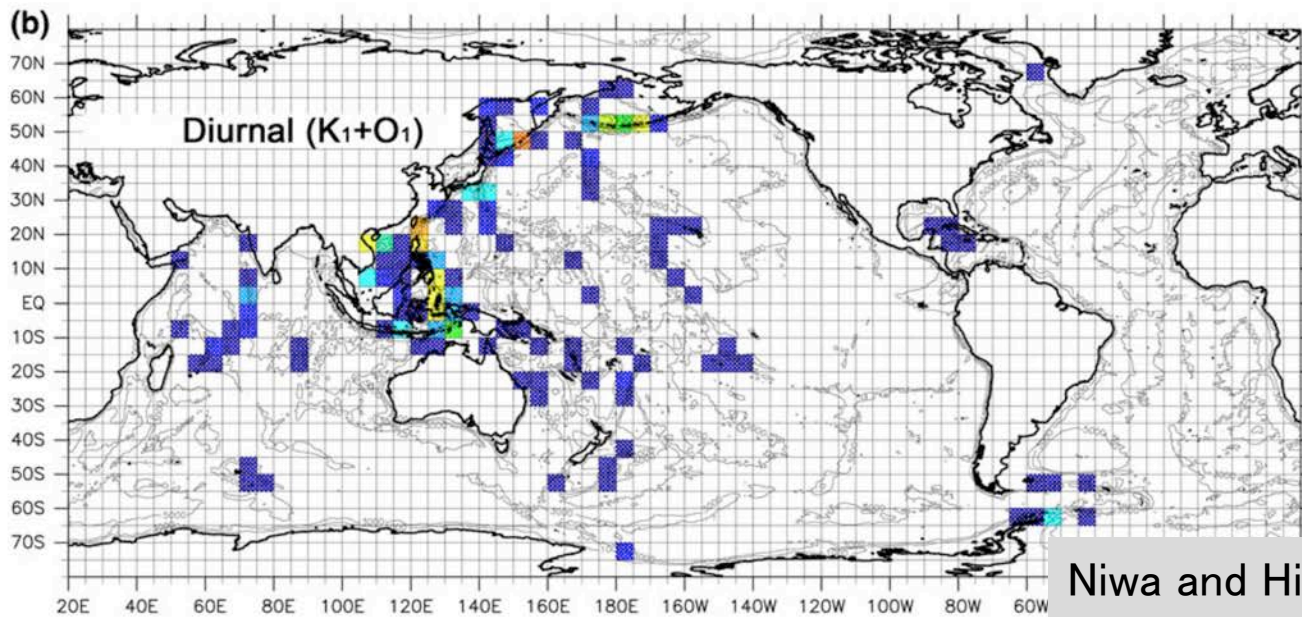 (b)
Diurnal (K₁+O₁)
70N
60N
50N
40N
30N
20N
10N
EQ
10S
20S
30S
40S
50S
60S
70S
20E 40E 60E 80E 100E 120E 140E 160E 180E 160W 140W 120W 100W 80W 60W
Niwa and Hi